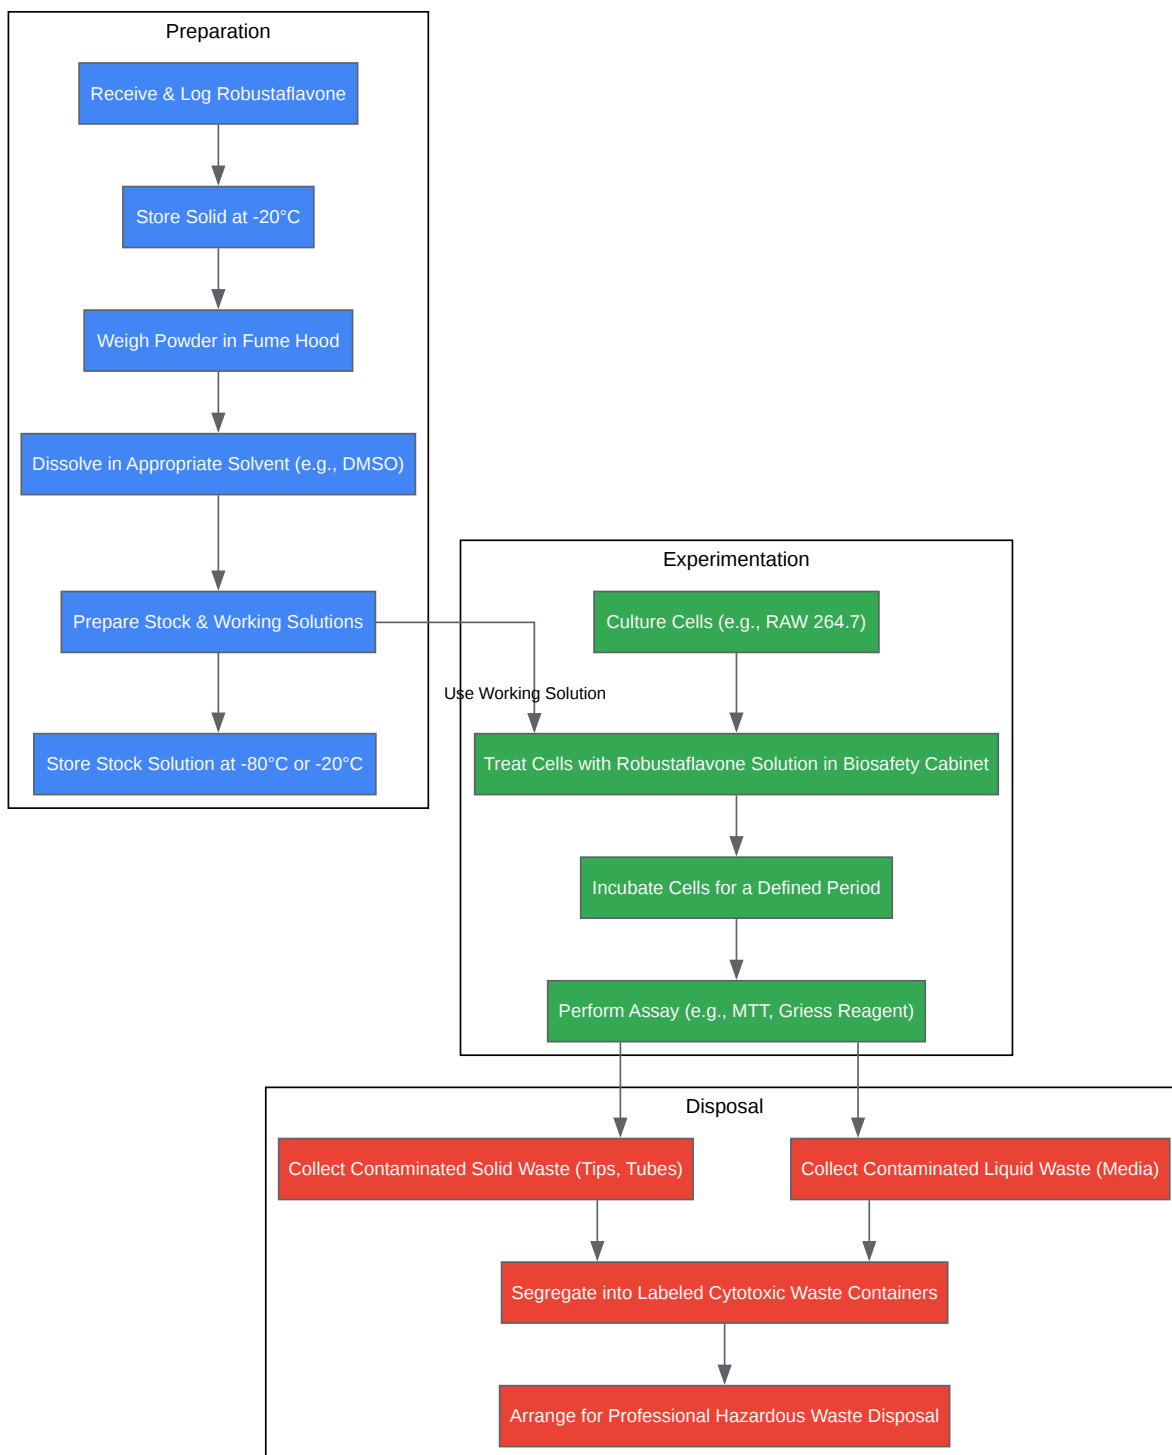 Preparation
Receive & Log Robustaflavone
Store Solid at -20°C
Weigh Powder in Fume Hood
Dissolve in Appropriate Solvent (e.g., DMSO)
Prepare Stock & Working Solutions
Store Stock Solution at -80°C or -20°C
Use Working Solution
Experimentation
Culture Cells (e.g., RAW 264.7)
Treat Cells with Robustaflavone Solution in Biosafety Cabinet
Incubate Cells for a Defined Period
Perform Assay (e.g., MTT, Griess Reagent)
Disposal
Collect Contaminated Solid Waste (Tips, Tubes)
Collect Contaminated Liquid Waste (Media)
Segregate into Labeled Cytotoxic Waste Containers
Arrange for Professional Hazardous Waste Disposal